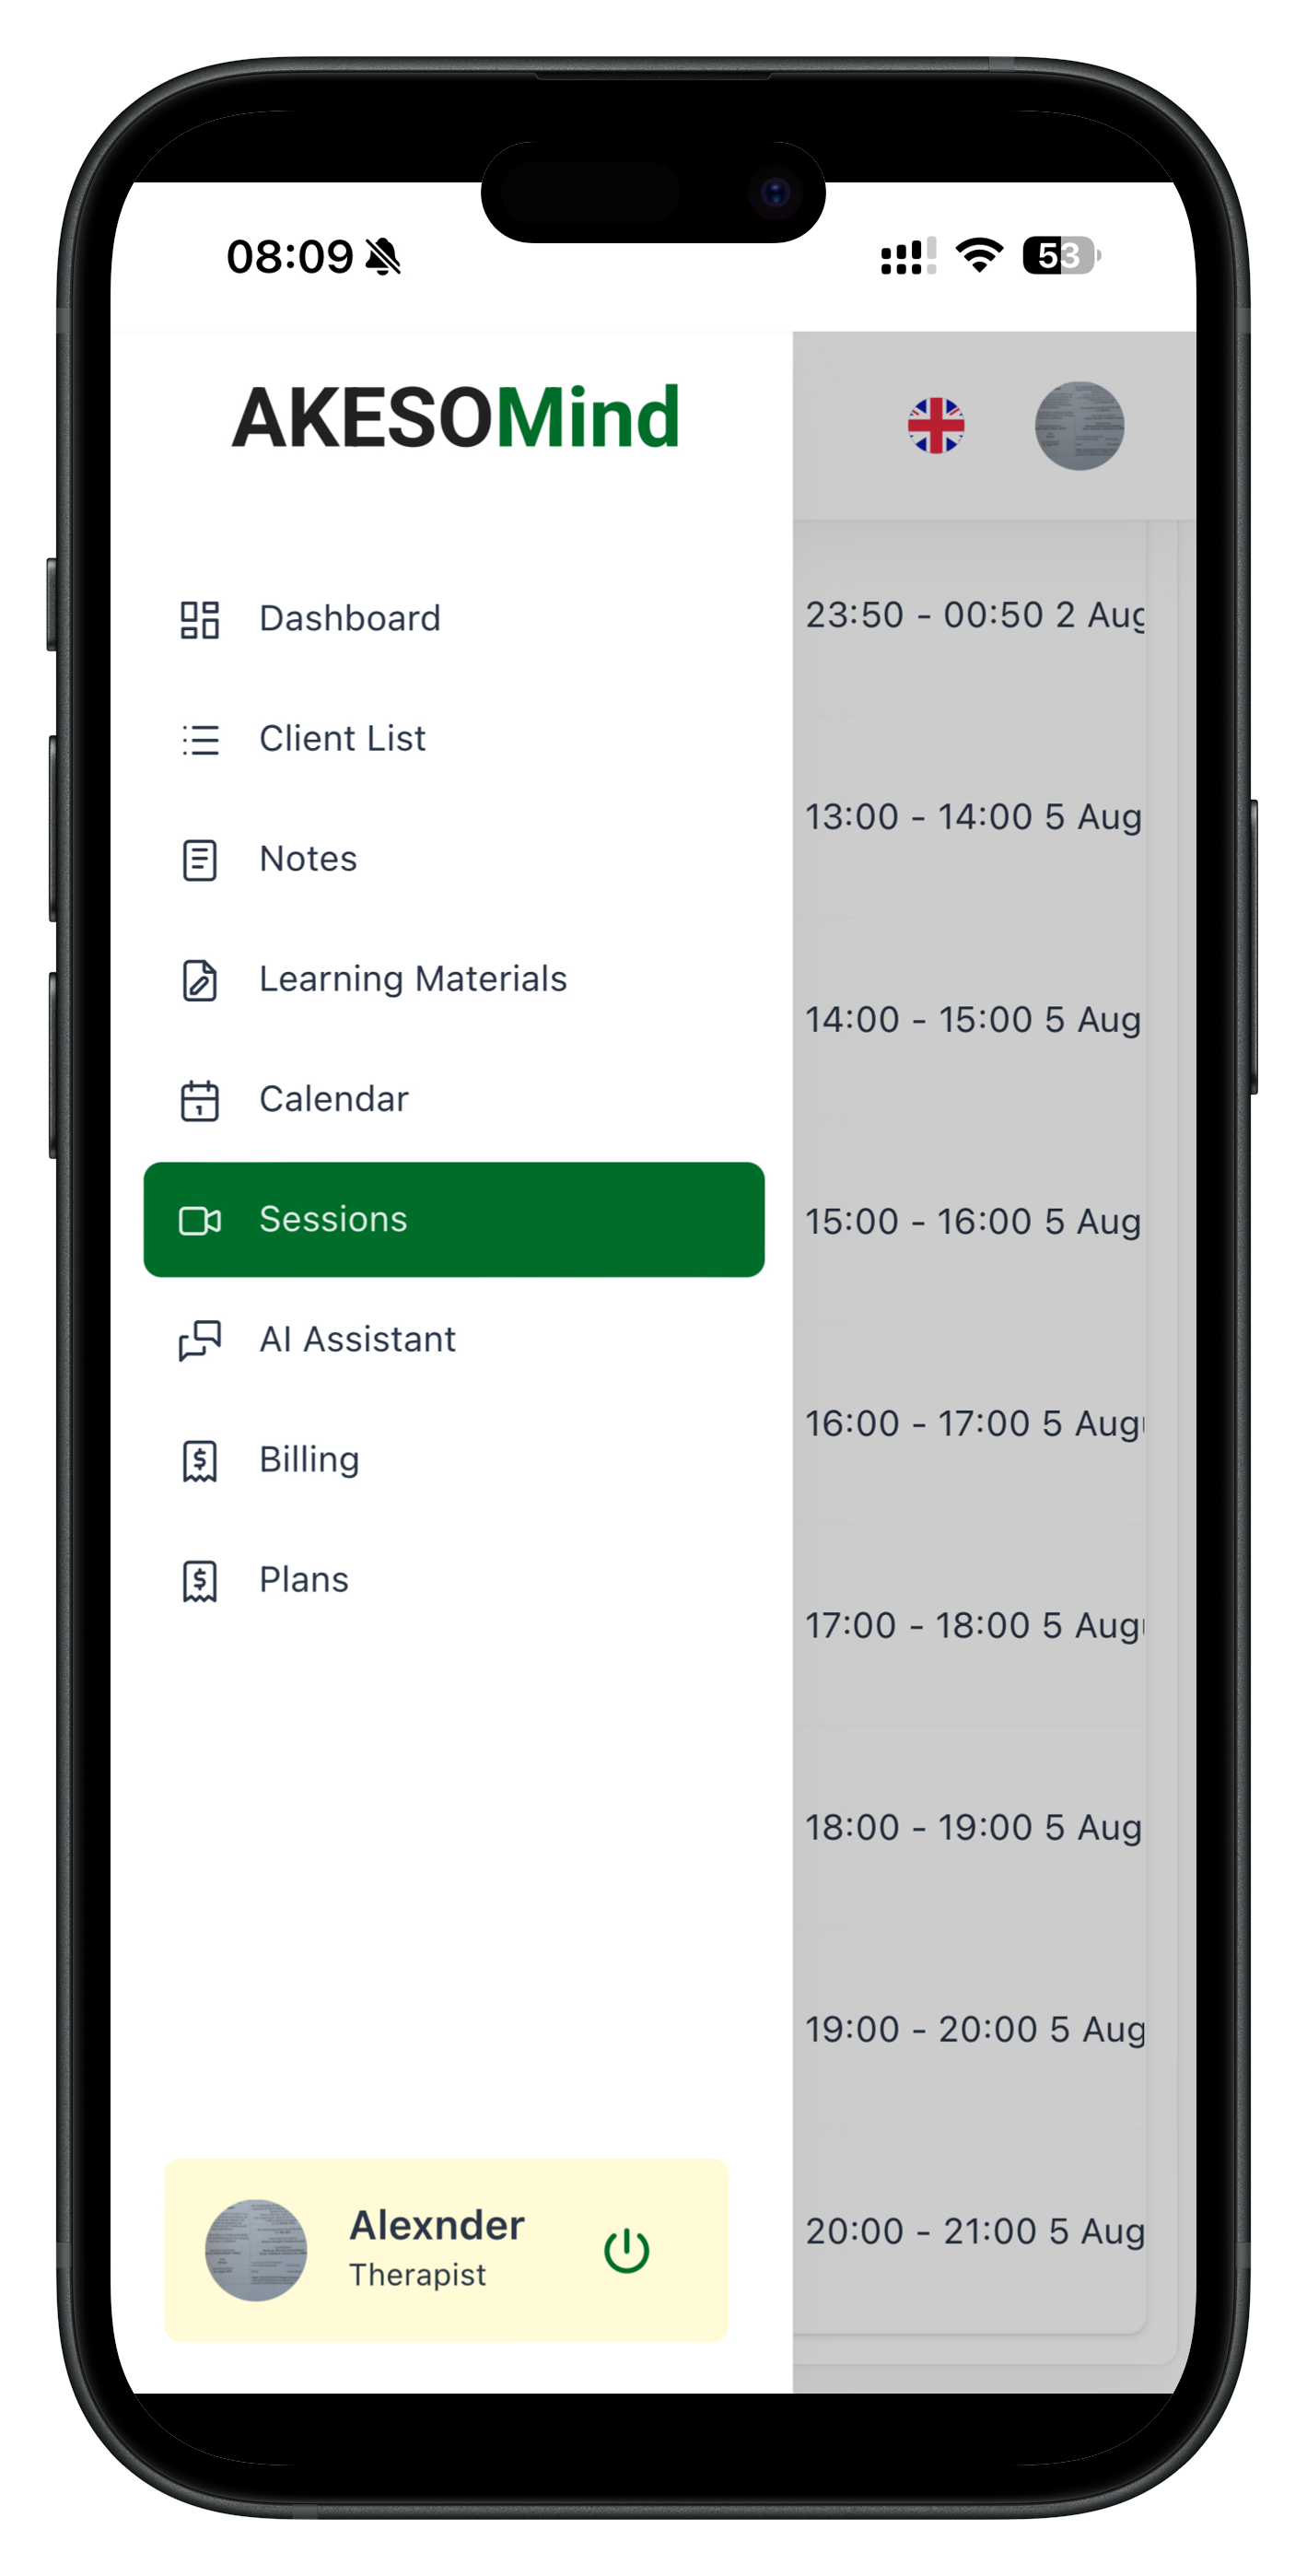 08:09
53
AKESOMind
Dashboard
Client List
Notes
Learning Materials
Calendar
Sessions
AI Assistant
Billing
Plans
Alexnder
Therapist
23:50 - 00:50 2 Aug
13:00 - 14:00 5 Aug
14:00 - 15:00 5 Aug
15:00 - 16:00 5 Aug
16:00 - 17:00 5 Augu
17:00 - 18:00 5 Augu
18:00 - 19:00 5 Aug
19:00 - 20:00 5 Aug
20:00 - 21:00 5 Aug